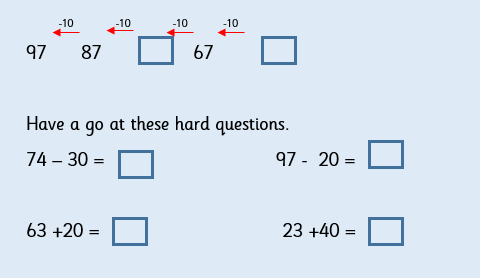 -10 -10 -10 -10
97 87 67
Have a go at these hard questions.
74 – 30 = 97 - 20 =
63 +20 = 23 +40 =